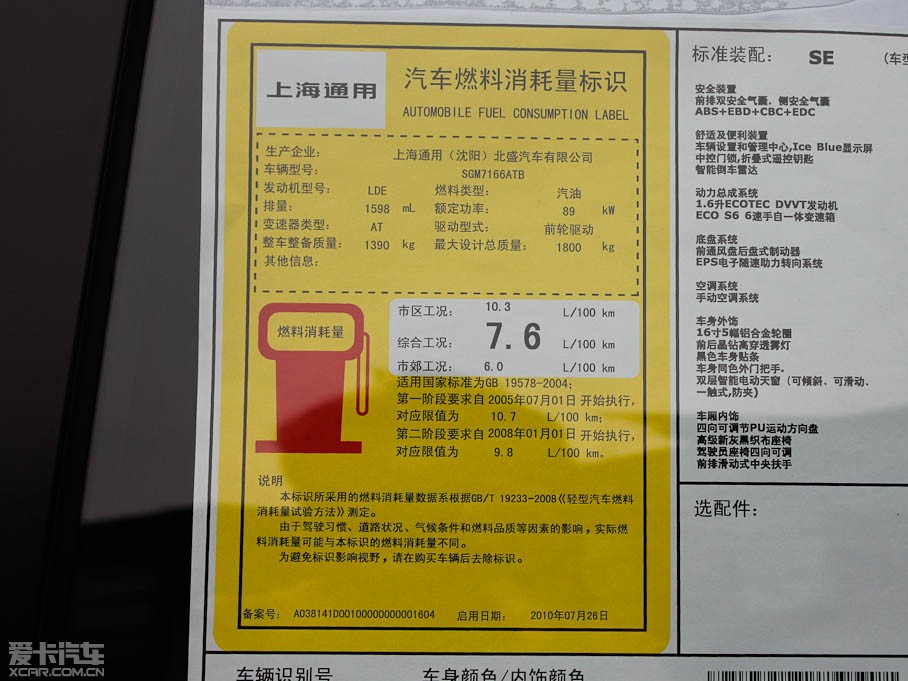 上海通用
汽车燃料消耗量标识
AUTOMOBILE FUEL CONSUMPTION LABEL
生产企业: 上海通用(沈阳)北盛汽车有限公司
车辆型号: SGM7166ATB
发动机型号: LDE 燃料类型: 汽油
排量: 1598 mL 额定功率: 89 kW
变速器类型: AT 驱动型式: 前轮驱动
整车整备质量: 1390 kg 最大设计总质量: 1800 kg
其他信息:
燃料消耗量
市区工况: 10.3 L/100 km
综合工况: 7.6 L/100 km
市郊工况: 6.0 L/100 km
适用国家标准为GB 19578-2004;
第一阶段要求自 2005年07月01日 开始执行,
对应限值为 10.7 L/100 km;
第二阶段要求自 2008年01月01日 开始执行,
对应限值为 9.8 L/100 km。
说明
本标识所采用的燃料消耗量数据系根据GB/T 19233-2008《轻型汽车燃料
消耗量试验方法》测定。
由于驾驶习惯、道路状况、气候条件和燃料品质等因素的影响,实际燃
料消耗量可能与本标识的燃料消耗量不同。
为避免标识影响视野,请在购买车辆后去除标识。
备案号: A038141D00100000000001604 启用日期: 2010年07月26日
标准装配: SE (车型
安全装置
前排双安全气囊、侧安全气囊
ABS+EBD+CBC+EDC
舒适及便利装置
车辆设置和管理中心,Ice Blue显示屏
中控门锁,折叠式遥控钥匙
智能倒车雷达
动力总成系统
1.6升ECOTEC DVVT发动机
ECO S6 6速手自一体变速箱
底盘系统
前通风盘后盘式制动器
EPS电子随速助力转向系统
空调系统
手动空调系统
车身外饰
16寸5幅铝合金轮圈
前后晶钻高穿透雾灯
黑色车身贴条
车身同色外门把手.
双层智能电动天窗(可倾斜、可滑动、
一触式,防夹)
车厢内饰
四向可调节PU运动方向盘
高级新灰黑织布座椅
驾驶员座椅四向可调
前排滑动式中央扶手
选配件:
车辆识别号 车身颜色/内饰颜色
爱卡汽车
XCAR.COM.CN